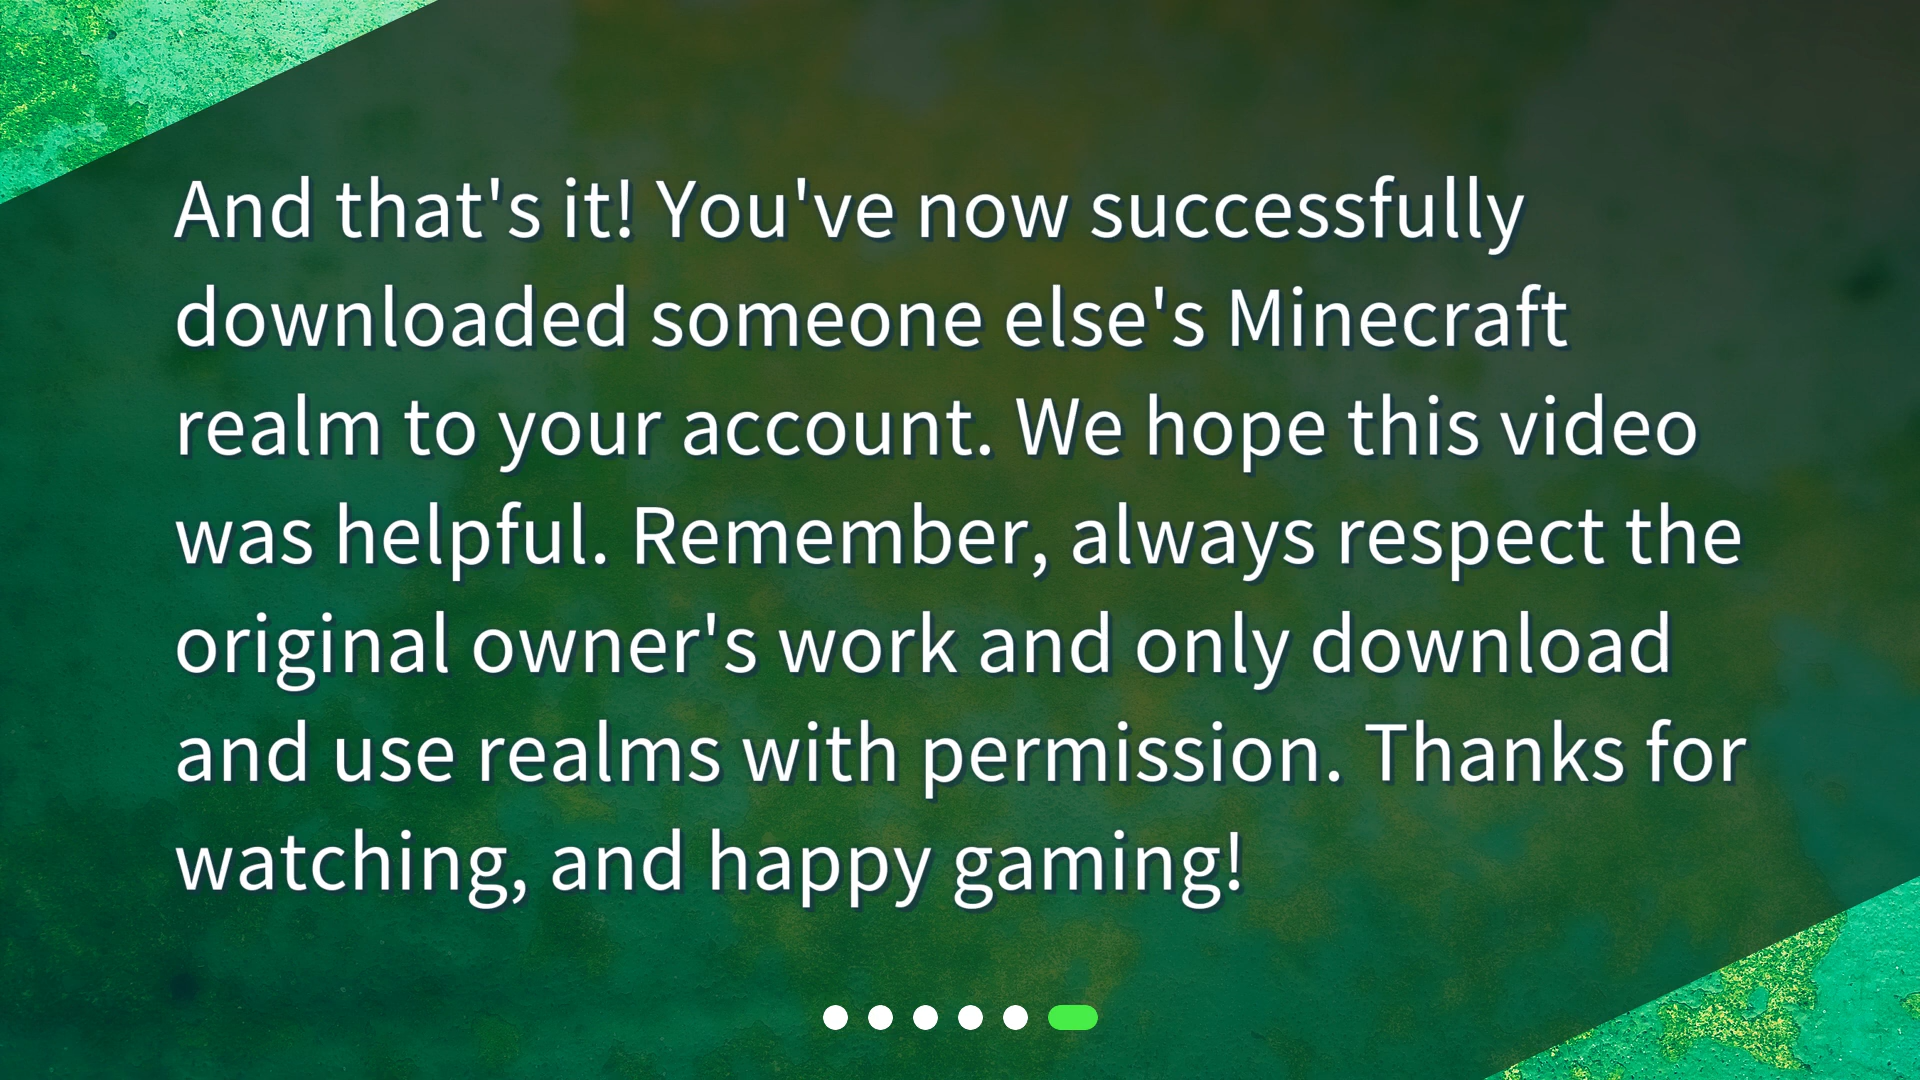 And that's it! You've now successfully
downloaded someone else's Minecraft
realm to your account. We hope this video
was helpful. Remember, always respect the
original owner's work and only download
and use realms with permission. Thanks for
watching, and happy gaming!